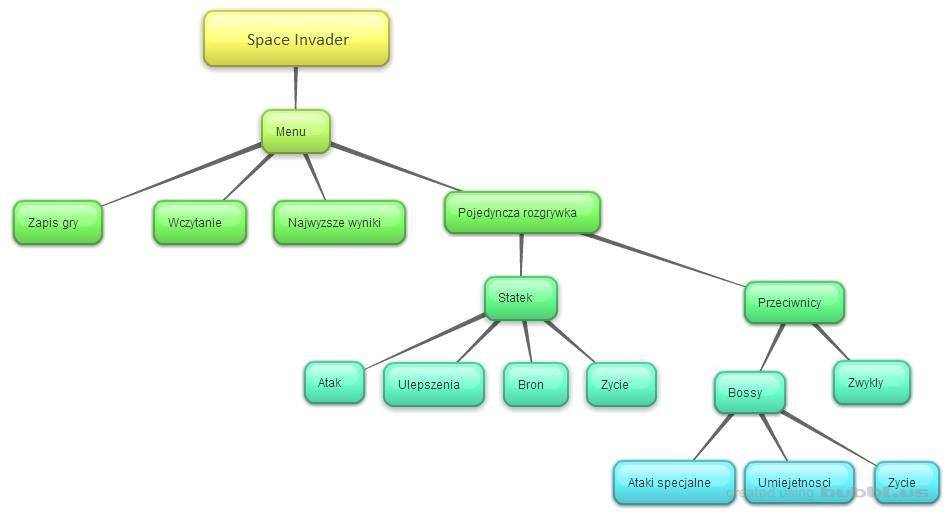 Space Invader
Menu
Zapis gry
Wczytanie
Najwyzsze wyniki
Pojedyncza rozgrywka
Statek
Przeciwnicy
Atak
Ulepszenia
Bron
Zycie
Bossy
Zwykly
Ataki specjalne
Umiejetnosci
Zycie
created using bubbl.us